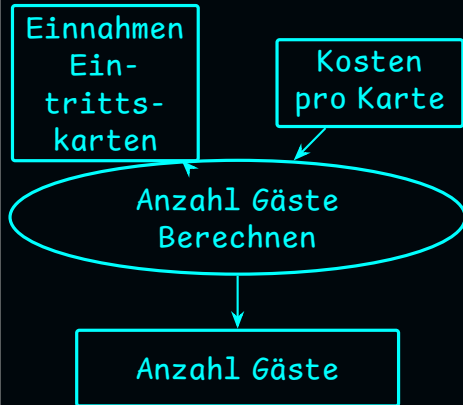 Einnahmen
Ein-
tritts-
karten
Kosten
pro Karte
Anzahl Gäste
Berechnen
Anzahl Gäste